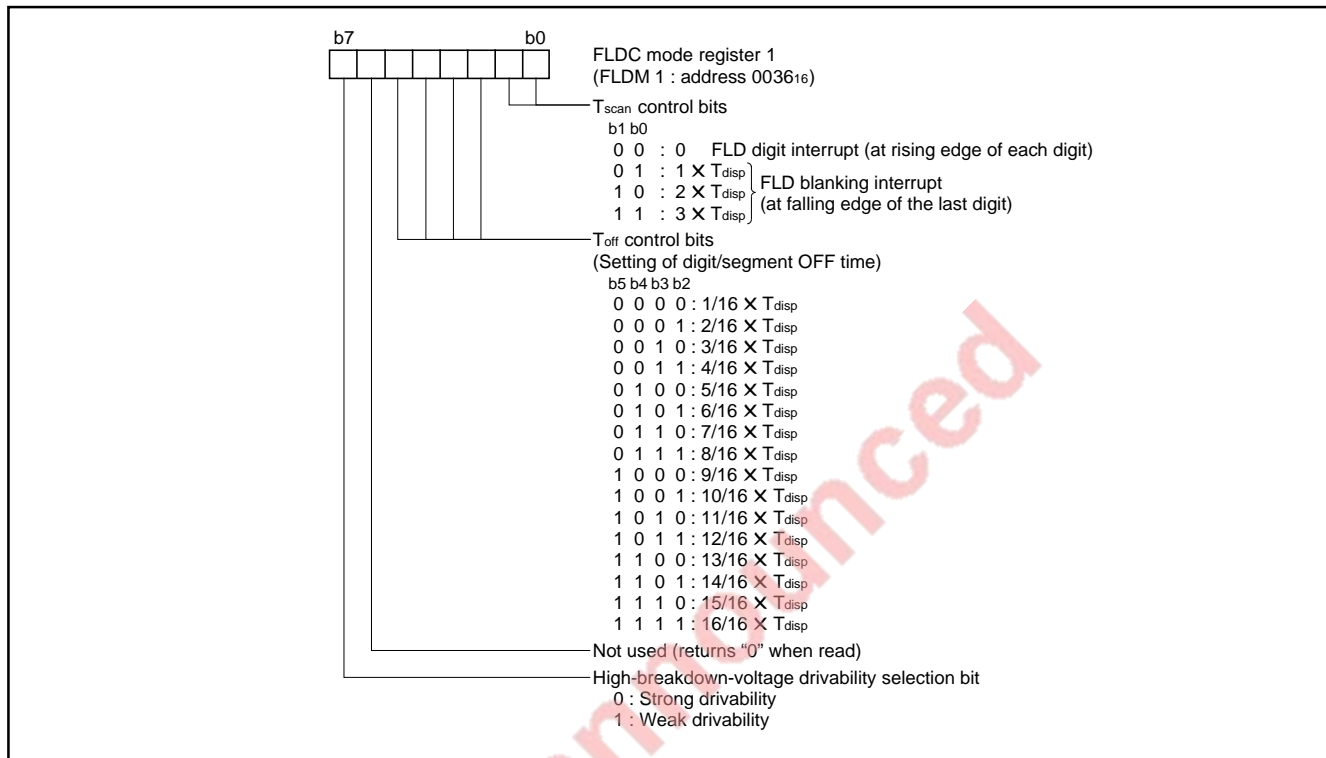 b7 b0
FLDC mode register 1
(FLDM 1 : address 003616)
Tscan control bits
b1 b0
0 0 : 0 FLD digit interrupt (at rising edge of each digit)
0 1 : 1 × Tdisp
1 0 : 2 × Tdisp
1 1 : 3 × Tdisp
FLD blanking interrupt
(at falling edge of the last digit)
Toff control bits
(Setting of digit/segment OFF time)
b5 b4 b3 b2
0 0 0 0 : 1/16 × Tdisp
0 0 0 1 : 2/16 × Tdisp
0 0 1 0 : 3/16 × Tdisp
0 0 1 1 : 4/16 × Tdisp
0 1 0 0 : 5/16 × Tdisp
0 1 0 1 : 6/16 × Tdisp
0 1 1 0 : 7/16 × Tdisp
0 1 1 1 : 8/16 × Tdisp
1 0 0 0 : 9/16 × Tdisp
1 0 0 1 : 10/16 × Tdisp
1 0 1 0 : 11/16 × Tdisp
1 0 1 1 : 12/16 × Tdisp
1 1 0 0 : 13/16 × Tdisp
1 1 0 1 : 14/16 × Tdisp
1 1 1 0 : 15/16 × Tdisp
1 1 1 1 : 16/16 × Tdisp
Not used (returns “0” when read)
High-breakdown-voltage drivability selection bit
0 : Strong drivability
1 : Weak drivability